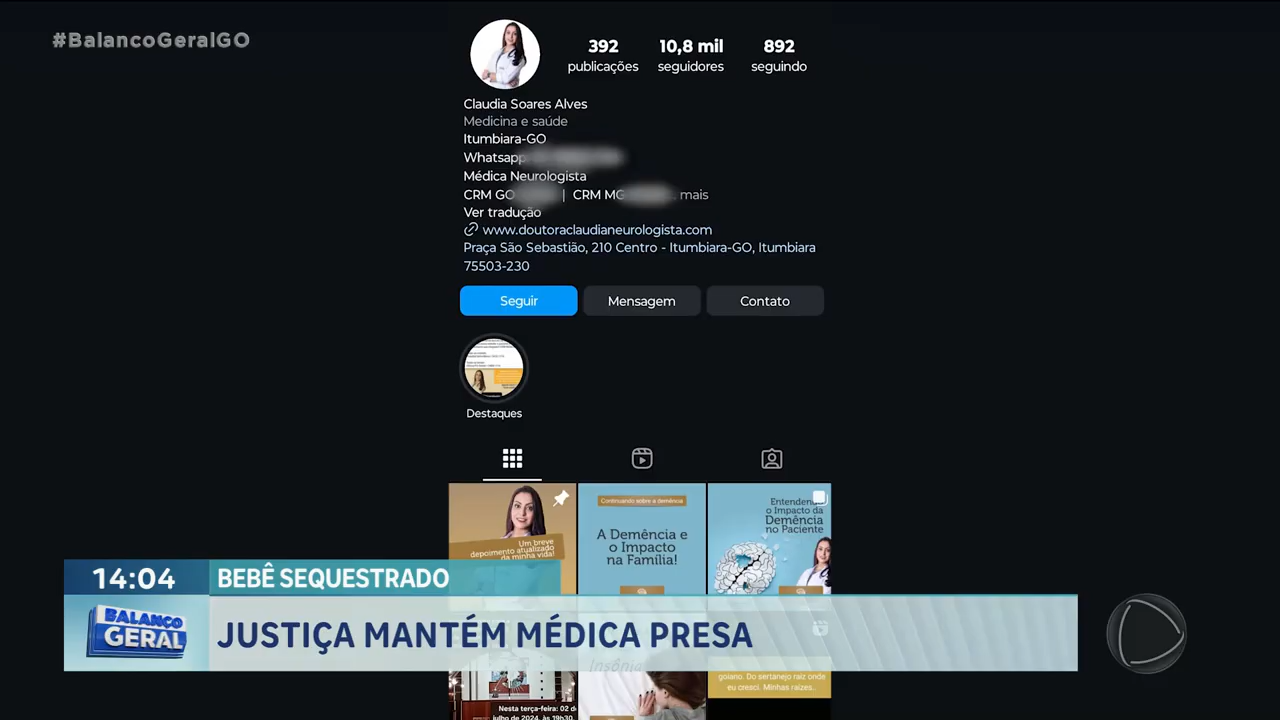 #BalancoGeralGO
392
10,8 mil
892
publicações
seguidores
seguindo
Claudia Soares Alves
Medicina e saúde
Itumbiara-GO
Whatsapp
Médica Neurologista
CRM GO | CRM MG ... mais
Ver tradução
www.doutoraclaudianeurologista.com
Praça São Sebastião, 210 Centro - Itumbiara-GO, Itumbiara
75503-230
Seguir
Mensagem
Contato
Destaques
Um breve
depoimento atualizado
da minha vida!
Continuando sobre a demência
A Demência e
o Impacto
na Família!
Entendendo
o Impacto da
Demência
no Paciente
14:04
BEBÊ SEQUESTRADO
BALANÇO
GERAL
JUSTIÇA MANTÉM MÉDICA PRESA
Insônia
goiano. Do sertanejo raiz onde
eu cresci. Minhas raízes..
Nesta terça-feira: 02 de
julho de 2024, às 19h30.